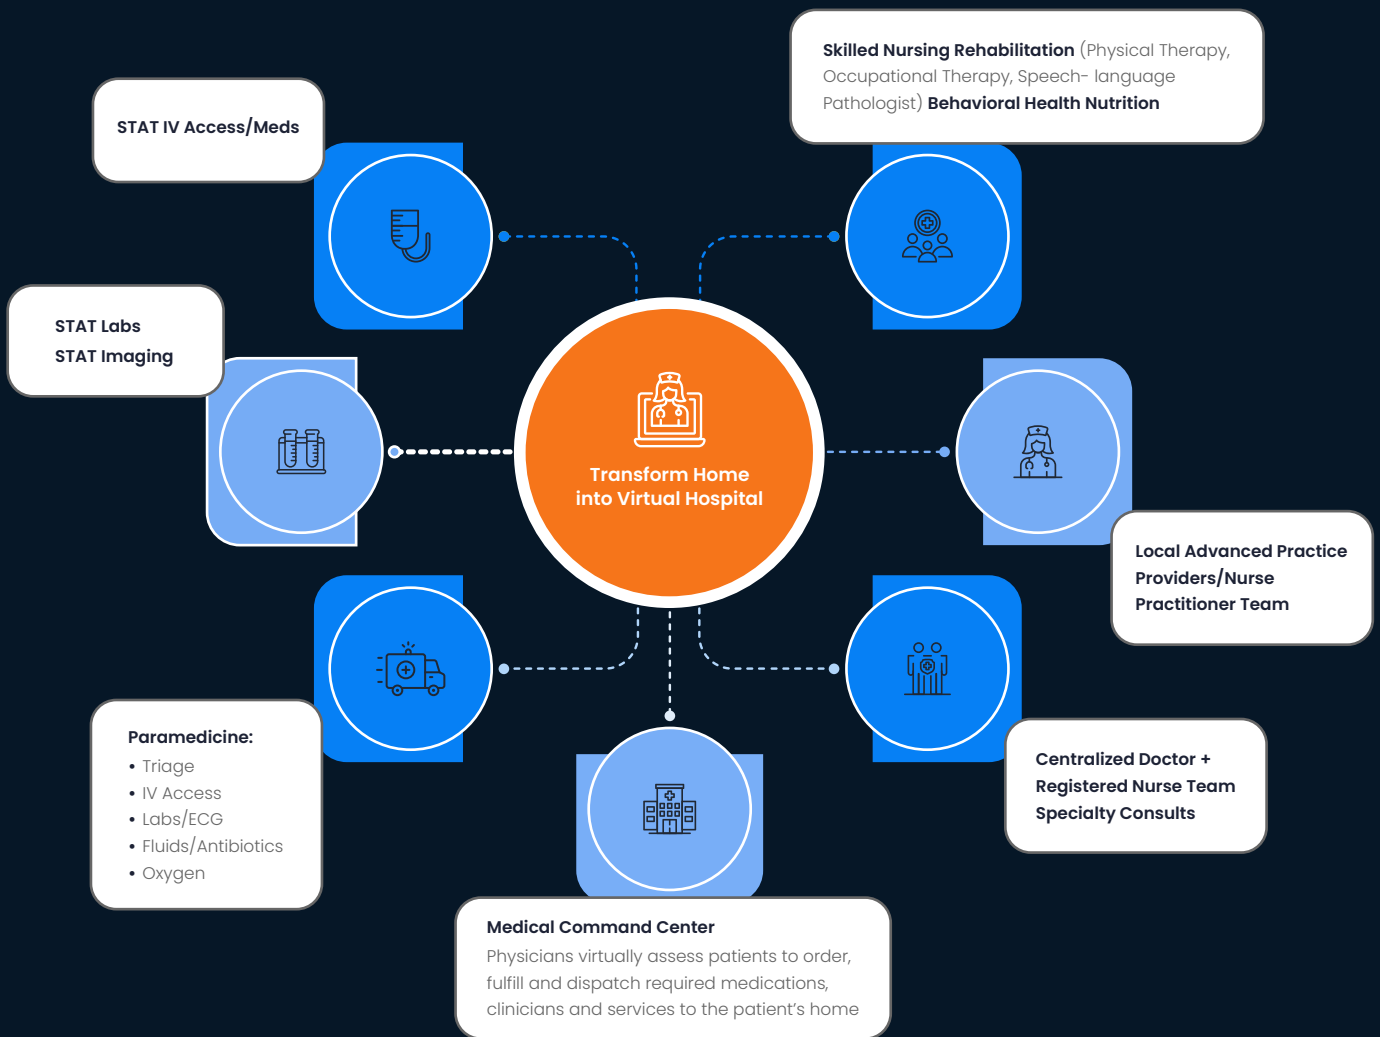 Skilled Nursing Rehabilitation (Physical Therapy,
Occupational Therapy, Speech- language
Pathologist) Behavioral Health Nutrition
STAT IV Access/Meds
STAT Labs
STAT Imaging
Transform Home
into Virtual Hospital
Local Advanced Practice
Providers/Nurse
Practitioner Team
Paramedicine:
• Triage
• IV Access
• Labs/ECG
• Fluids/Antibiotics
• Oxygen
Centralized Doctor +
Registered Nurse Team
Specialty Consults
Medical Command Center
Physicians virtually assess patients to order,
fulfill and dispatch required medications,
clinicians and services to the patient’s home